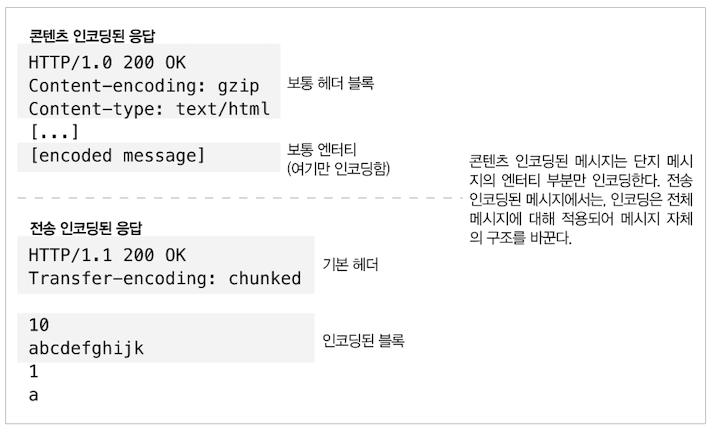 콘텐츠 인코딩된 응답
HTTP/1.0 200 OK
Content-encoding: gzip
Content-type: text/html
보통 헤더 블록
[...]
[encoded message]
보통 엔터티
(여기만 인코딩함)
콘텐츠 인코딩된 메시지는 단지 메시
지의 엔터티 부분만 인코딩한다. 전송
인코딩된 메시지에서는, 인코딩은 전체
메시지에 대해 적용되어 메시지 자체
의 구조를 바꾼다.
전송 인코딩된 응답
HTTP/1.1 200 OK
Transfer-encoding: chunked
기본 헤더
10
abcdefghijk
인코딩된 블록
1
a